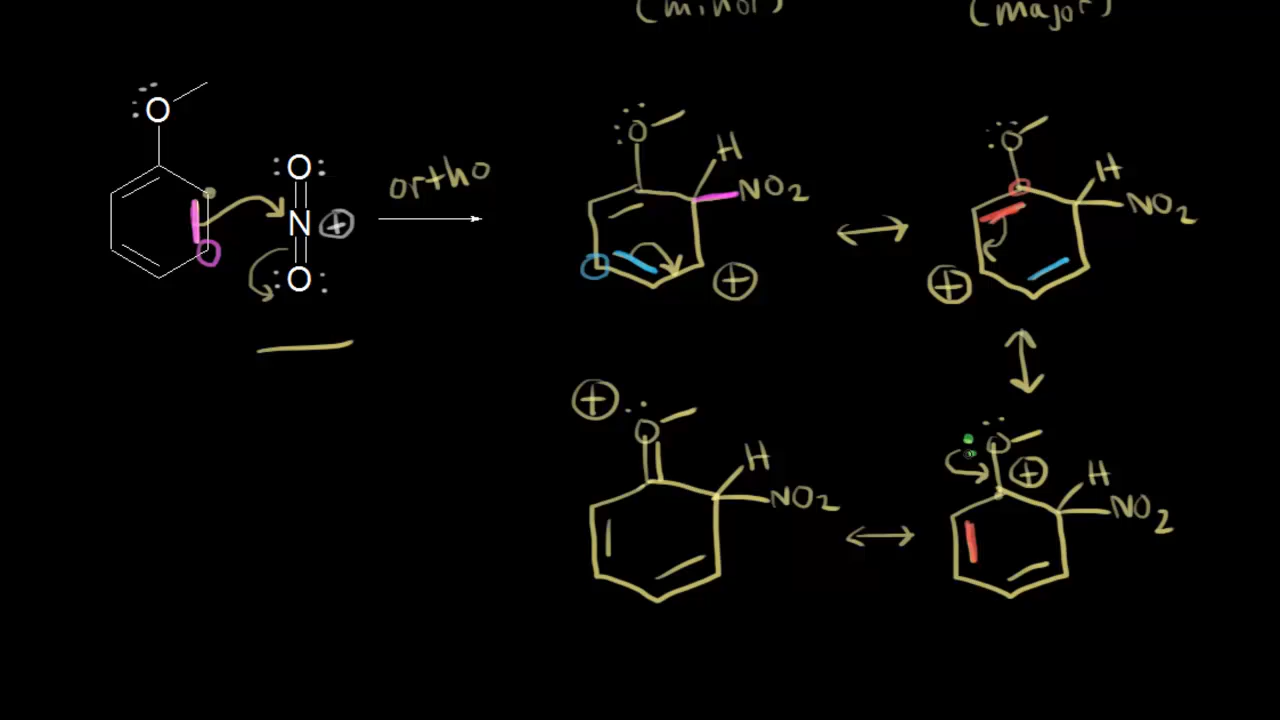 (minor)
(major)
:O
:O:
N +
:O:
ortho
:O
H
NO2
+
:O
H
NO2
+
+
O
H
NO2
:O
+
H
NO2